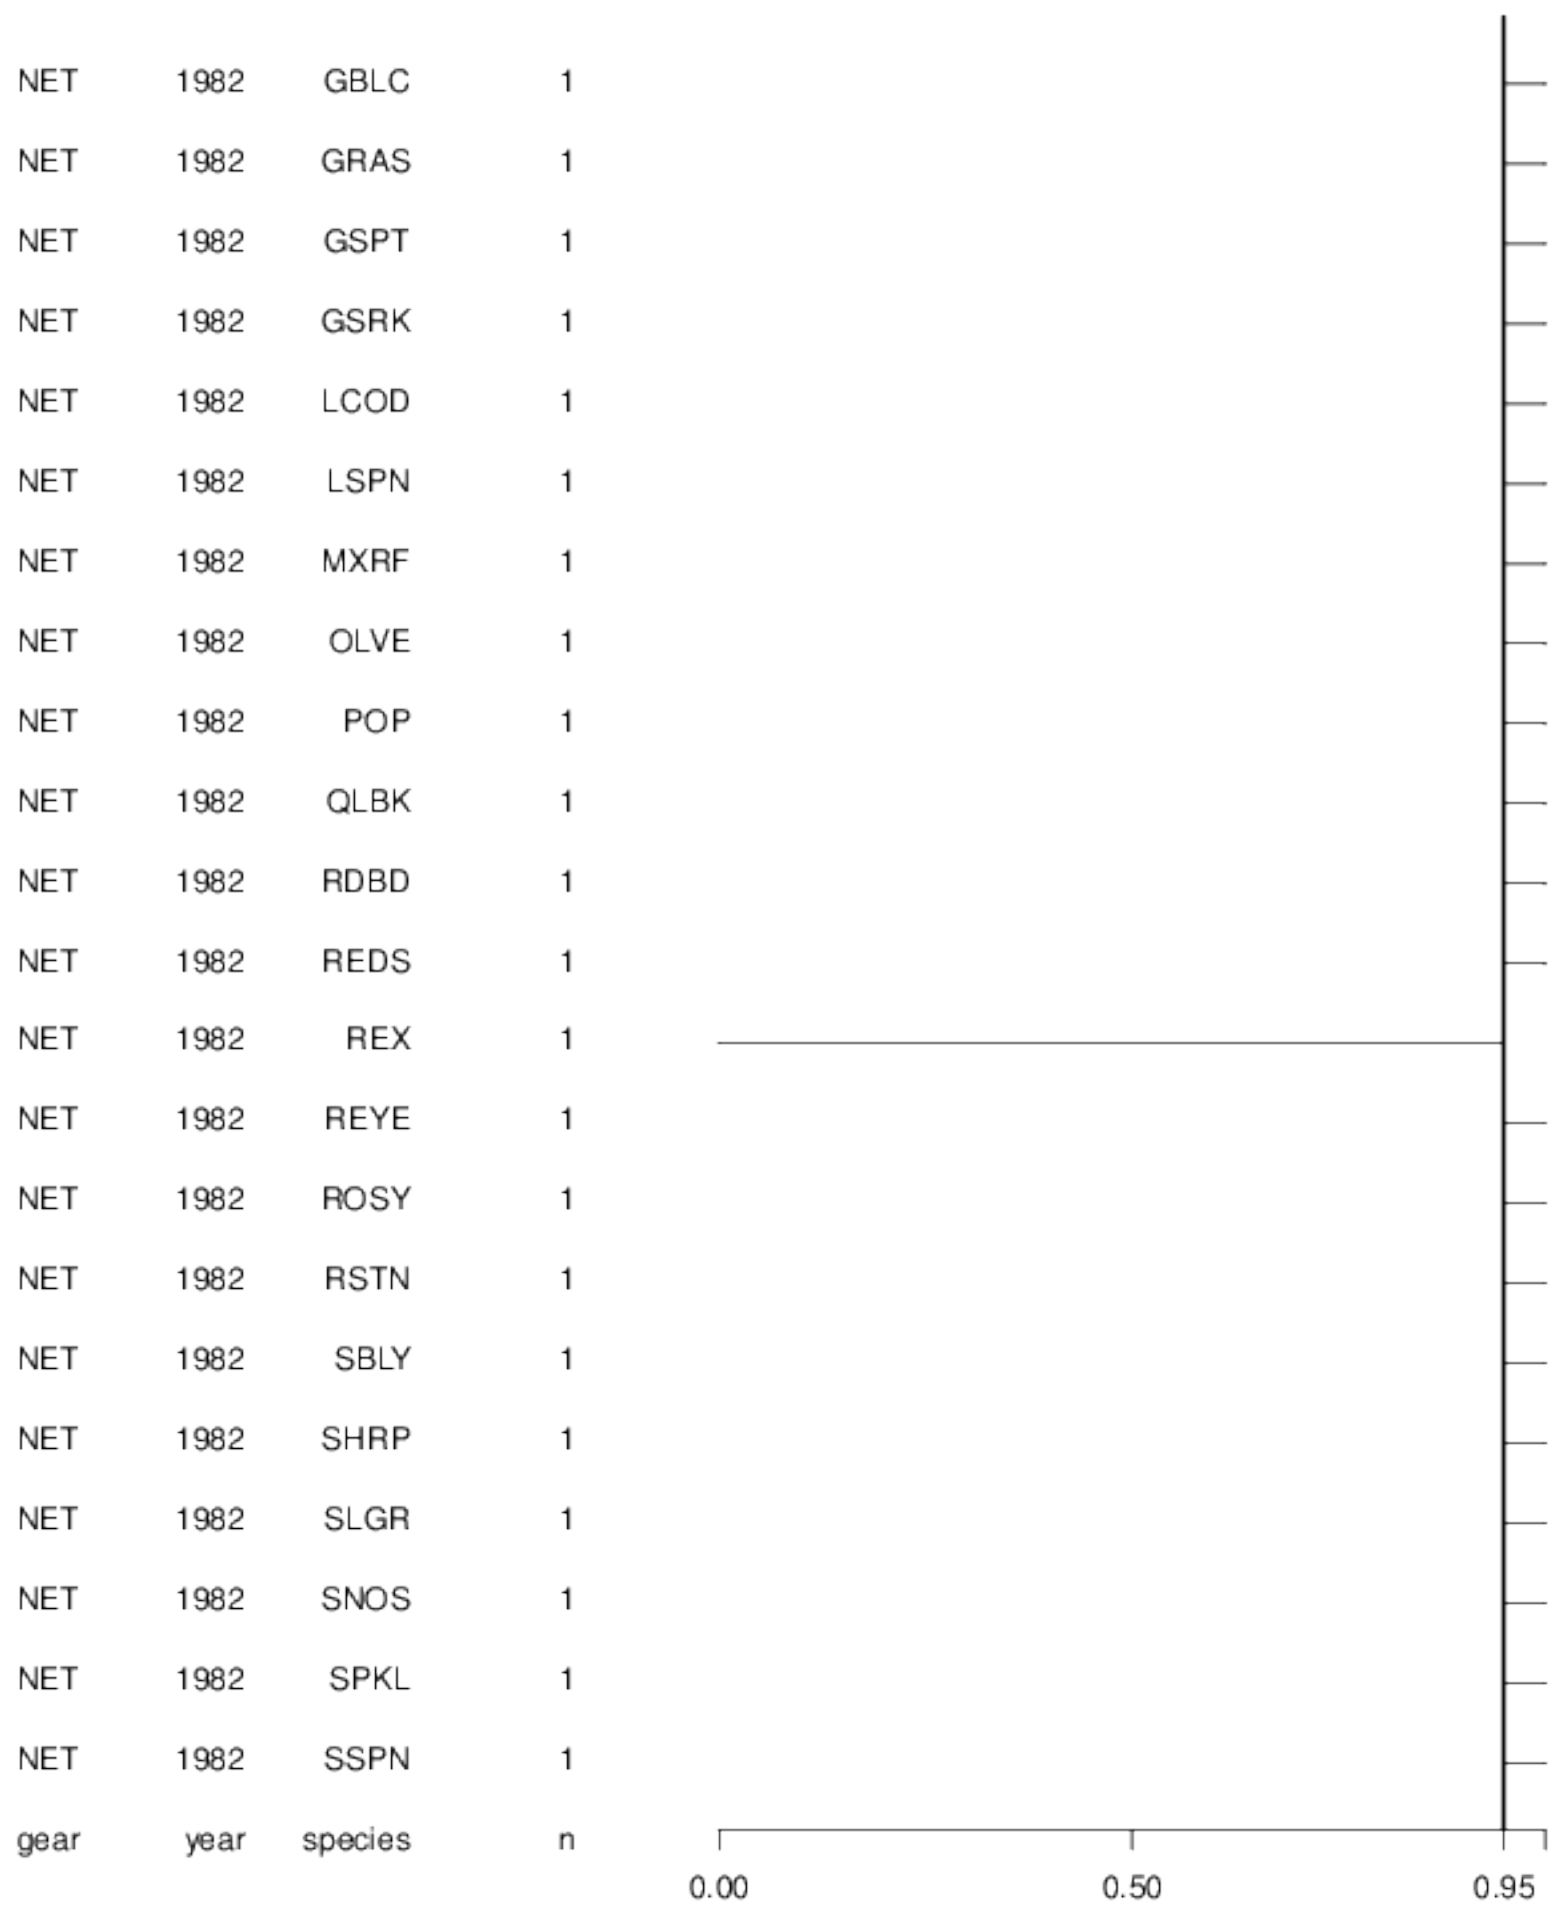 NET 1982 GBLC 1
NET 1982 GRAS 1
NET 1982 GSPT 1
NET 1982 GSRK 1
NET 1982 LCOD 1
NET 1982 LSPN 1
NET 1982 MXRF 1
NET 1982 OLVE 1
NET 1982 POP 1
NET 1982 QLBK 1
NET 1982 RDBD 1
NET 1982 REDS 1
NET 1982 REX 1
NET 1982 REYE 1
NET 1982 ROSY 1
NET 1982 RSTN 1
NET 1982 SBLY 1
NET 1982 SHRP 1
NET 1982 SLGR 1
NET 1982 SNOS 1
NET 1982 SPKL 1
NET 1982 SSPN 1
gear year species n
0.00 0.50 0.95